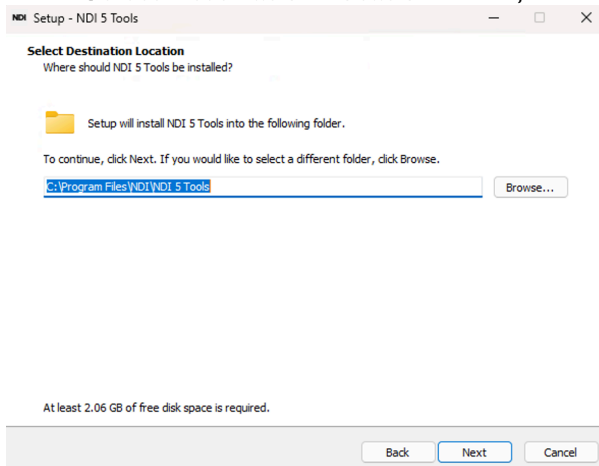 NDI Setup - NDI 5 Tools
Select Destination Location
Where should NDI 5 Tools be installed?
Setup will install NDI 5 Tools into the following folder.
To continue, click Next. If you would like to select a different folder, click Browse.
C:\Program Files\NDI\NDI 5 Tools
Browse...
At least 2.06 GB of free disk space is required.
Back Next Cancel